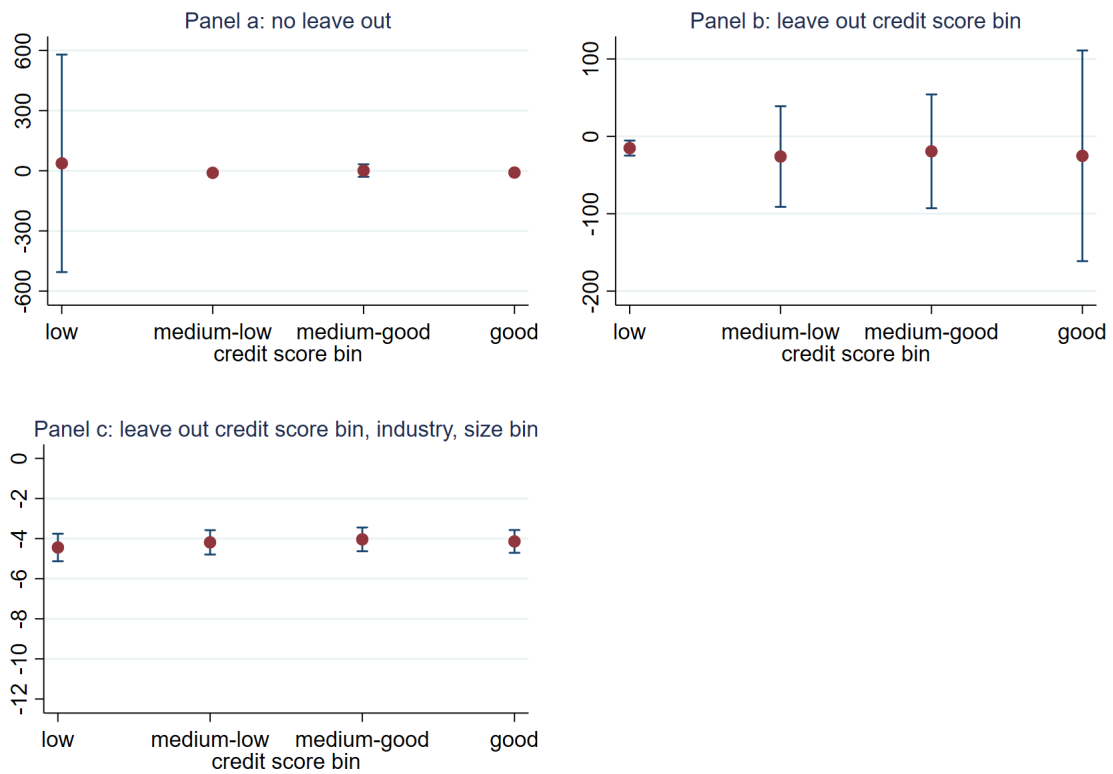 Panel a: no leave out
600
300
0
-300
-600
low
medium-low
medium-good
good
credit score bin
Panel b: leave out credit score bin
100
0
-100
-200
low
medium-low
medium-good
good
credit score bin
Panel c: leave out credit score bin, industry, size bin
0
-2
-4
-6
-8
-10
-12
low
medium-low
medium-good
good
credit score bin